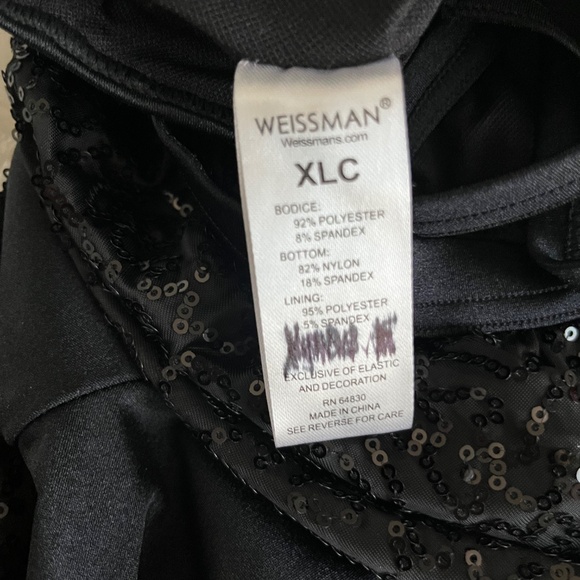 WEISSMAN®
Weissmans.com
XLC
BODICE:
92% POLYESTER
8% SPANDEX
BOTTOM:
82% NYLON
18% SPANDEX
LINING:
95% POLYESTER
5% SPANDEX
EXCLUSIVE OF ELASTIC
AND DECORATION
RN 64830
MADE IN CHINA
SEE REVERSE FOR CARE